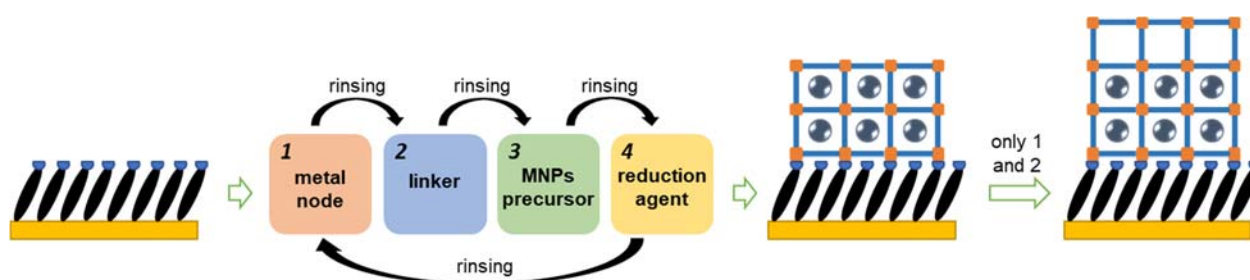 rinsing
rinsing
rinsing
1
metal
node
2
linker
3
MNPs
precursor
4
reduction
agent
rinsing
only 1
and 2